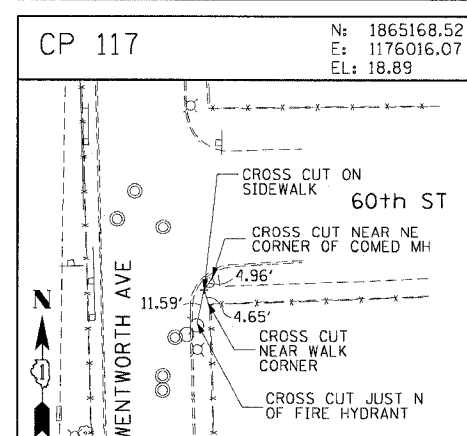 CP 117
N: 1865168.52
E: 1176016.07
EL: 18.89
CROSS CUT ON
SIDEWALK
60th ST
CROSS CUT NEAR NE
CORNER OF COMED MH
4.96'
11.59'
4.65'
N
WENTWORTH AVE
CROSS CUT
NEAR WALK
CORNER
CROSS CUT JUST N
OF FIRE HYDRANT